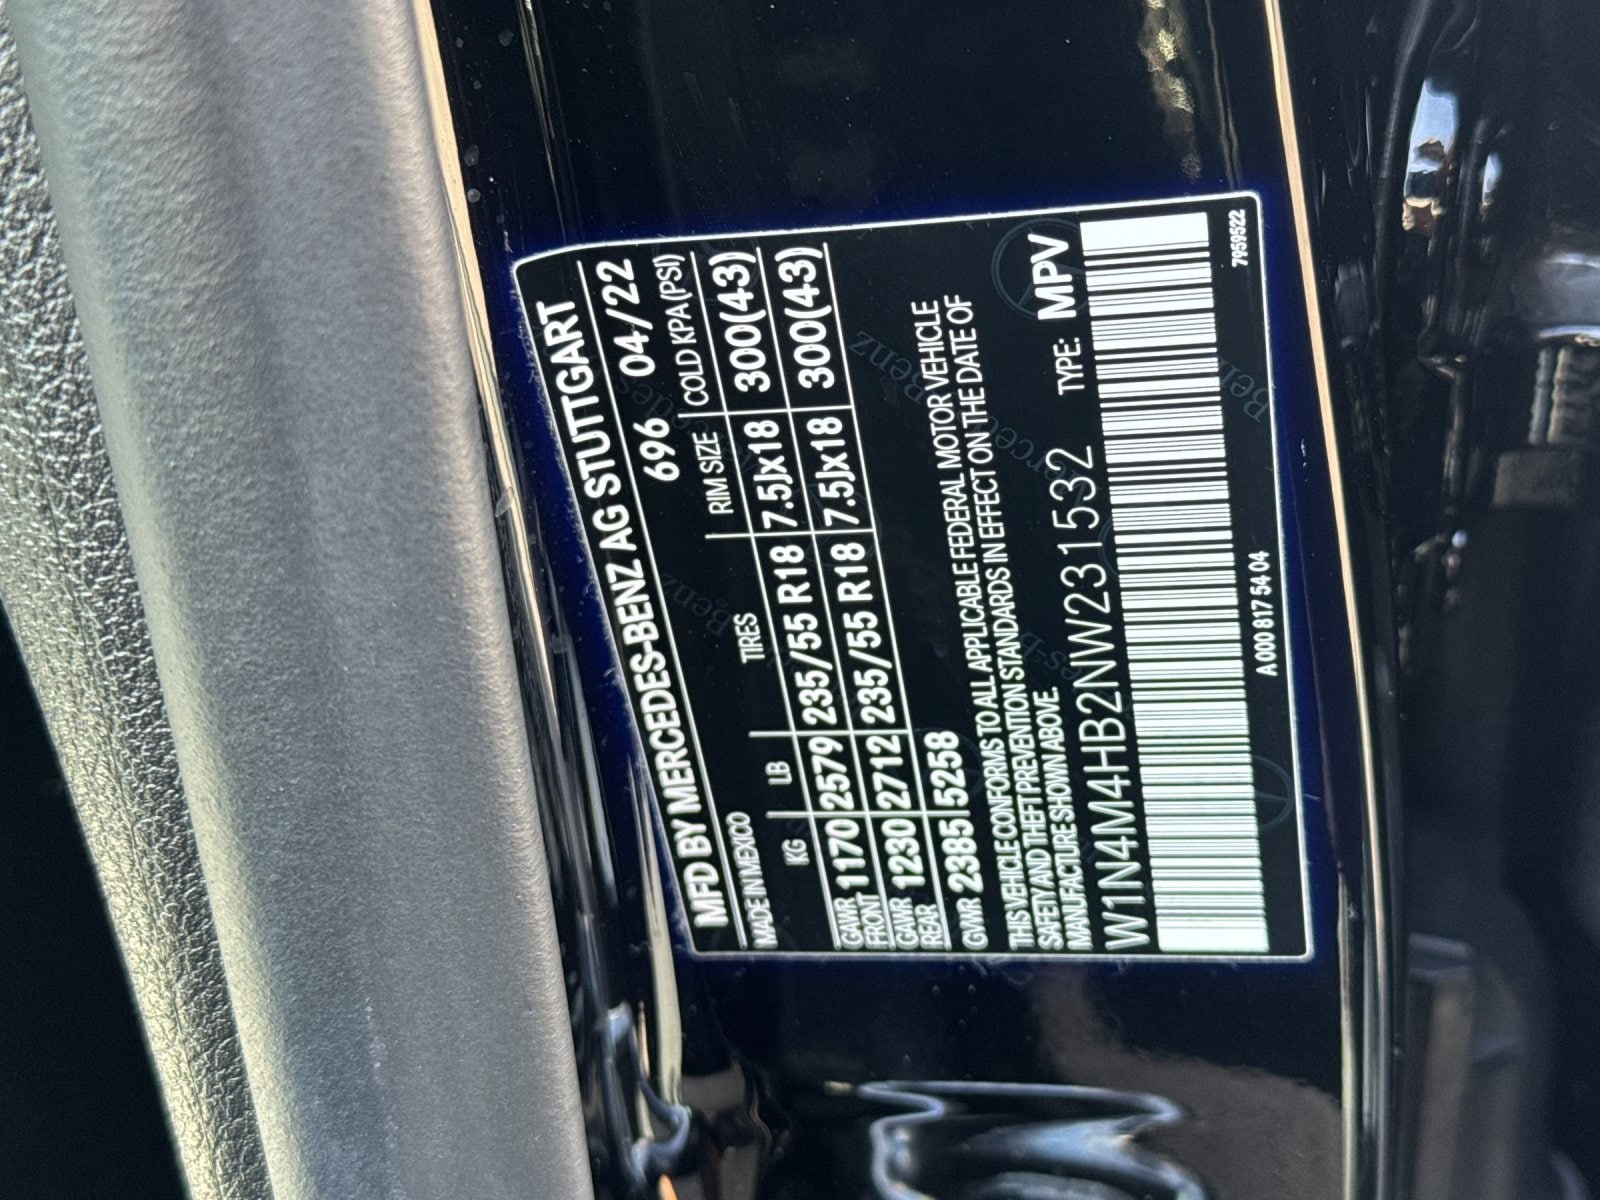 MFD BY MERCEDES-BENZ AG STUTTGART
MADE IN MEXICO 696 04/22
KG LB TIRES RIM SIZE COLD KPA (PSI)
GAWR FRONT 1170 2579 235/55 R18 7.5Jx18 300(43)
GAWR REAR 1230 2712 235/55 R18 7.5Jx18 300(43)
GVWR 2385 5258
THIS VEHICLE CONFORMS TO ALL APPLICABLE FEDERAL MOTOR VEHICLE
SAFETY AND THEFT PREVENTION STANDARDS IN EFFECT ON THE DATE OF
MANUFACTURE SHOWN ABOVE.
W1N4M4HB2NW231532 TYPE: MPV
A 000 817 54 04 7959522